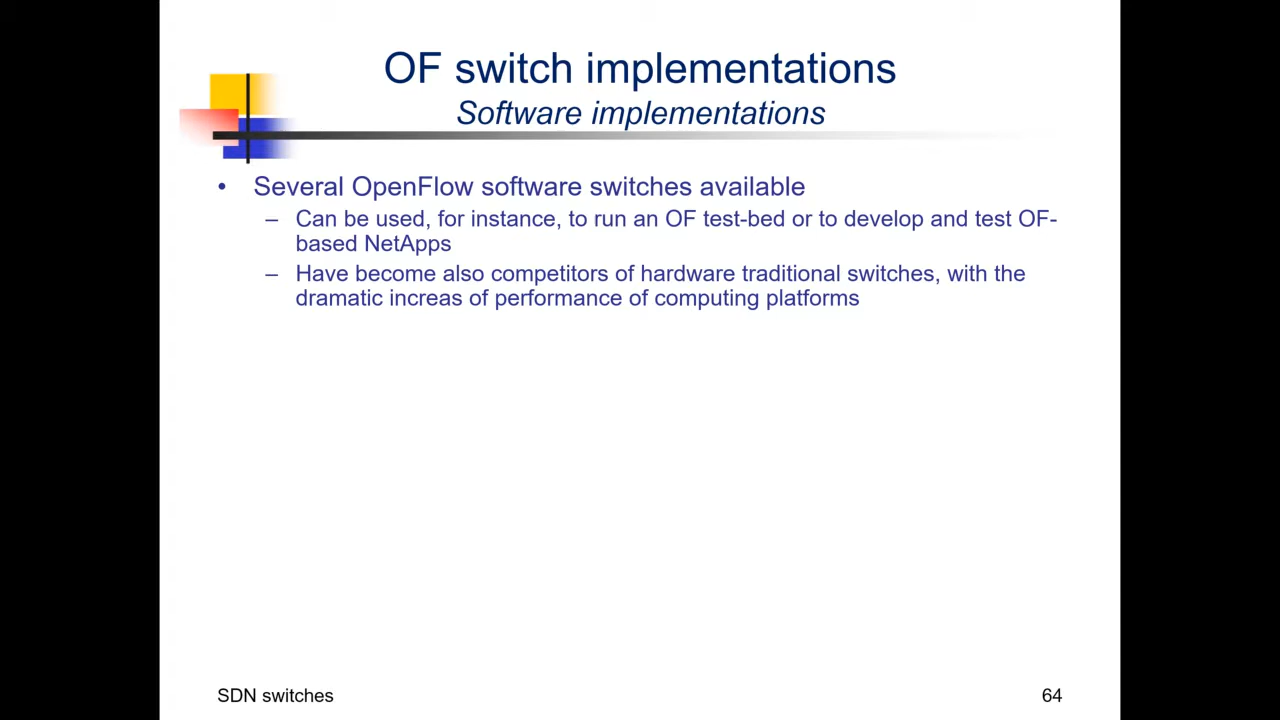 OF switch implementations
Software implementations
• Several OpenFlow software switches available
– Can be used, for instance, to run an OF test-bed or to develop and test OF-
based NetApps
– Have become also competitors of hardware traditional switches, with the
dramatic increas of performance of computing platforms
SDN switches
64